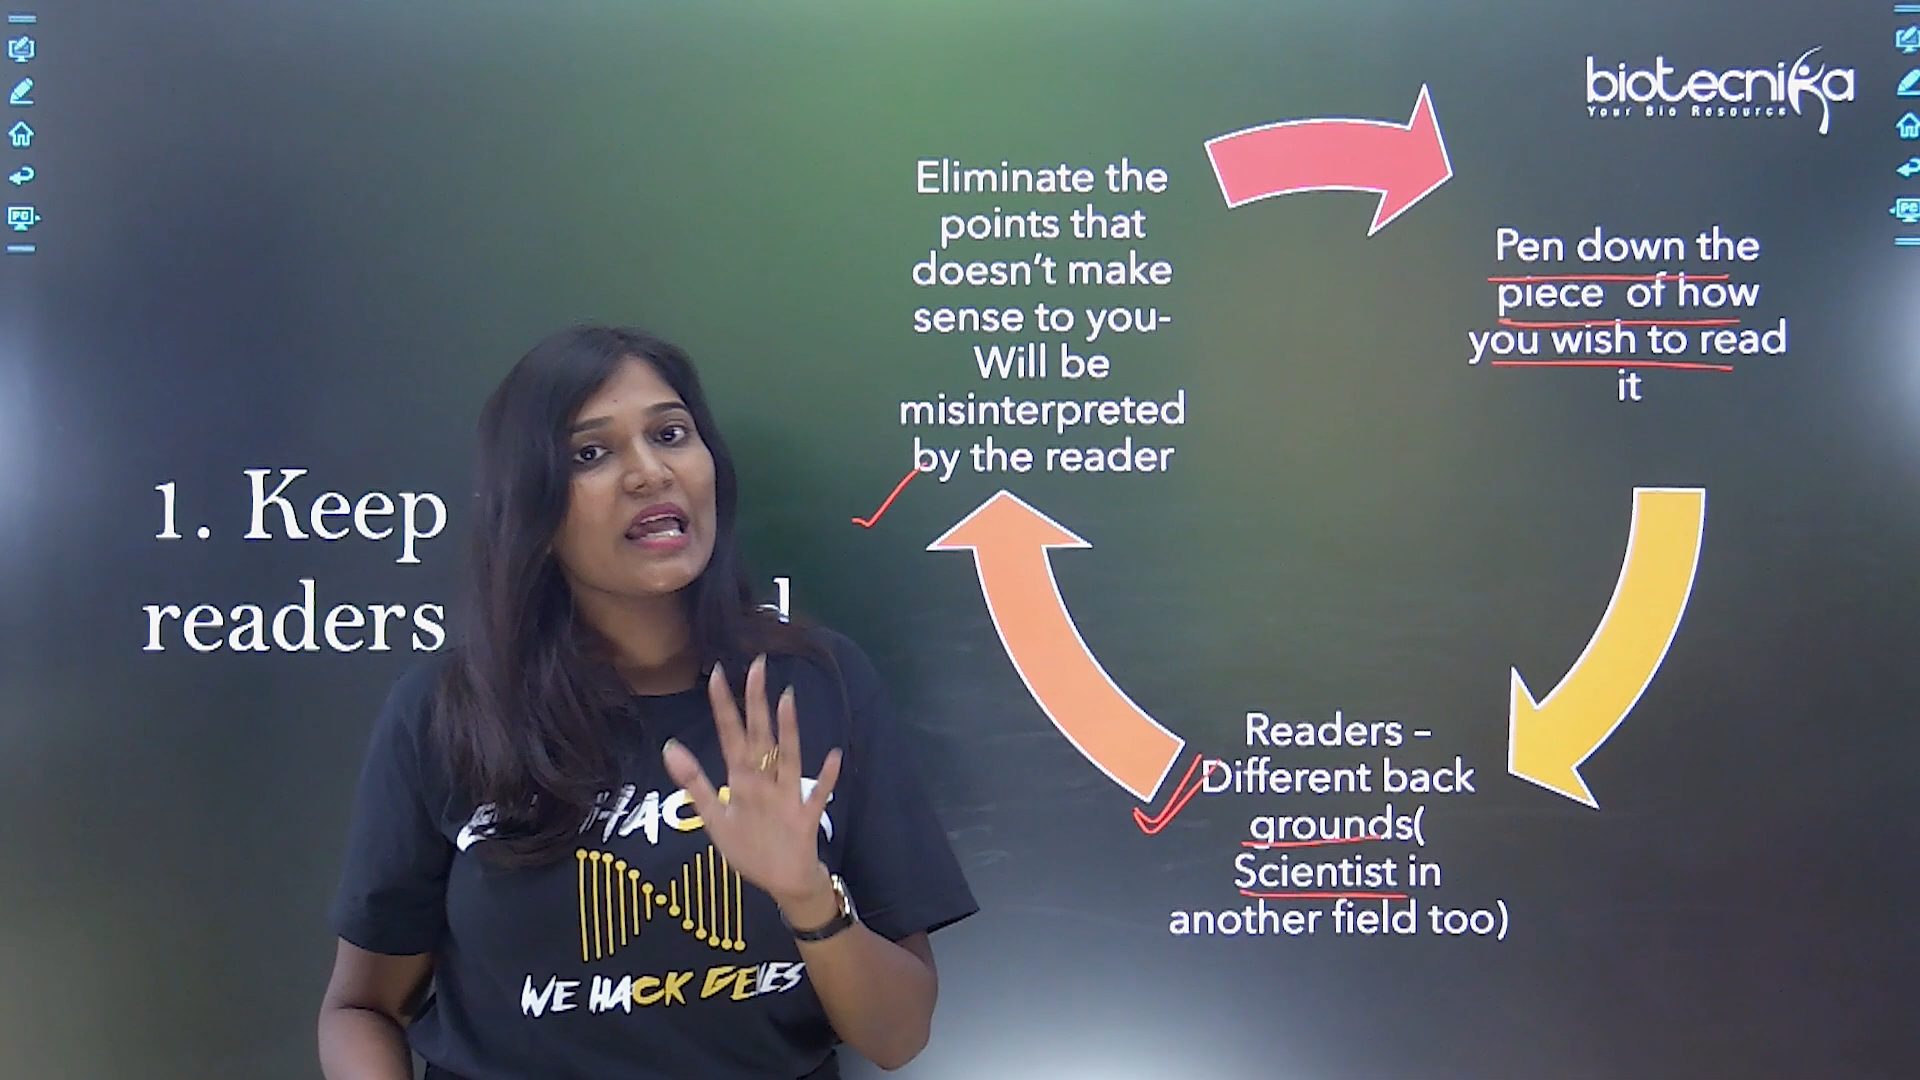 biotecnika
Your Bio Resource
1. Keep
readers
Eliminate the
points that
doesn't make
sense to you-
Will be
misinterpreted
by the reader
Pen down the
piece of how
you wish to read
it
Readers –
Different back
grounds(
Scientist in
another field too)
WE HACK GENES
PC
PC